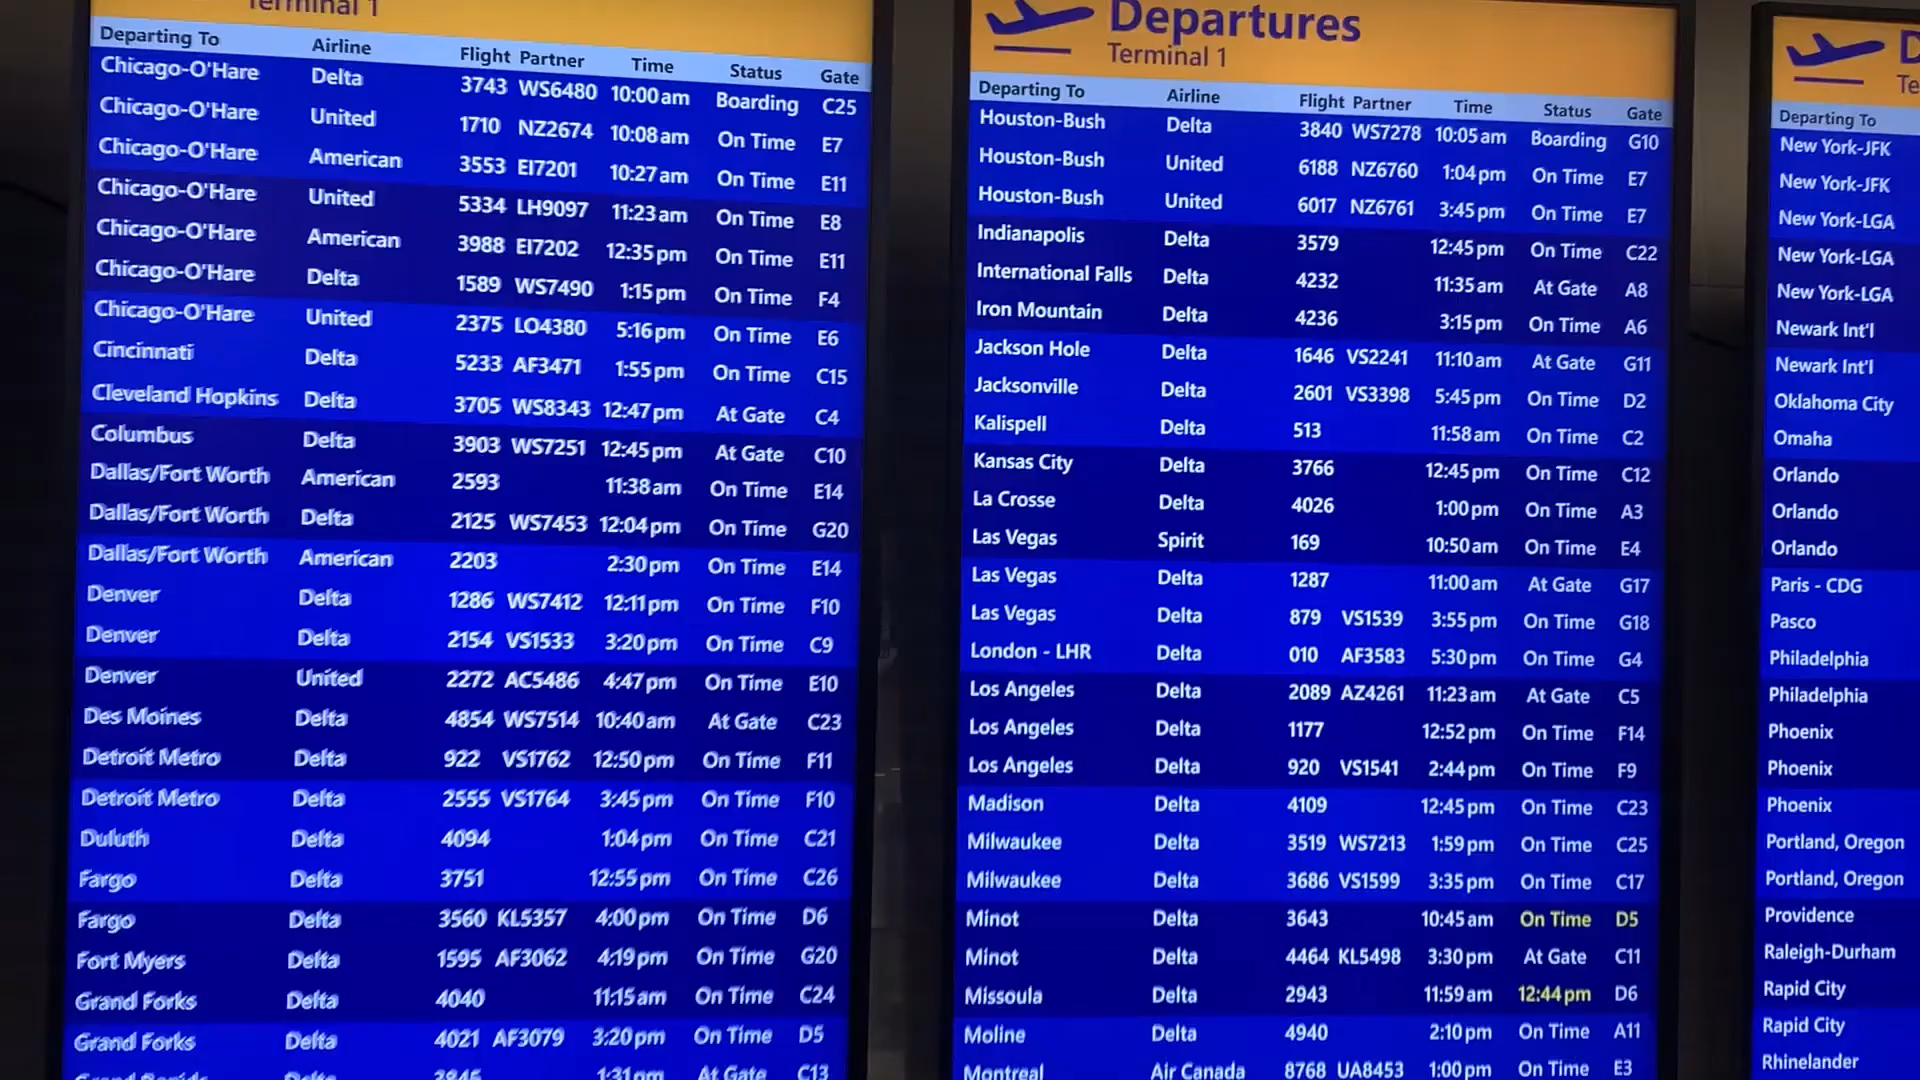 Terminal 1
Departing To Airline Flight Partner Time Status Gate
Chicago-O'Hare Delta 3743 WS6480 10:00am Boarding C25
Chicago-O'Hare United 1710 NZ2674 10:08am On Time E7
Chicago-O'Hare American 3553 EI7201 10:27am On Time E11
Chicago-O'Hare United 5334 LH9097 11:23am On Time E8
Chicago-O'Hare American 3988 EI7202 12:35pm On Time E11
Chicago-O'Hare Delta 1589 WS7490 1:15pm On Time F4
Chicago-O'Hare United 2375 LO4380 5:16pm On Time E6
Cincinnati Delta 5233 AF3471 1:55pm On Time C15
Cleveland Hopkins Delta 3705 WS8343 12:47pm At Gate C4
Columbus Delta 3903 WS7251 12:45pm At Gate C10
Dallas/Fort Worth American 2593 11:38am On Time E14
Dallas/Fort Worth Delta 2125 WS7453 12:04pm On Time G20
Dallas/Fort Worth American 2203 2:30pm On Time E14
Denver Delta 1286 WS7412 12:11pm On Time F10
Denver Delta 2154 VS1533 3:20pm On Time C9
Denver United 2272 AC5486 4:47pm On Time E10
Des Moines Delta 4854 WS7514 10:40am At Gate C23
Detroit Metro Delta 922 VS1762 12:50pm On Time F11
Detroit Metro Delta 2555 VS1764 3:45pm On Time F10
Duluth Delta 4094 1:04pm On Time C21
Fargo Delta 3751 12:55pm On Time C26
Fargo Delta 3560 KL5357 4:00pm On Time D6
Fort Myers Delta 1595 AF3062 4:19pm On Time G20
Grand Forks Delta 4040 11:15am On Time C24
Grand Forks Delta 4021 AF3079 3:20pm On Time D5
Delta 1:31pm At Gate C13
Departures
Terminal 1
Departing To Airline Flight Partner Time Status Gate
Houston-Bush Delta 3840 WS7278 10:05am Boarding G10
Houston-Bush United 6188 NZ6760 1:04pm On Time E7
Houston-Bush United 6017 NZ6761 3:45pm On Time E7
Indianapolis Delta 3579 12:45pm On Time C22
International Falls Delta 4232 11:35am At Gate A8
Iron Mountain Delta 4236 3:15pm On Time A6
Jackson Hole Delta 1646 VS2241 11:10am At Gate G11
Jacksonville Delta 2601 VS3398 5:45pm On Time D2
Kalispell Delta 513 11:58am On Time C2
Kansas City Delta 3766 12:45pm On Time C12
La Crosse Delta 4026 1:00pm On Time A3
Las Vegas Spirit 169 10:50am On Time E4
Las Vegas Delta 1287 11:00am At Gate G17
Las Vegas Delta 879 VS1539 3:55pm On Time G18
London - LHR Delta 010 AF3583 5:30pm On Time G4
Los Angeles Delta 2089 AZ4261 11:23am At Gate C5
Los Angeles Delta 1177 12:52pm On Time F14
Los Angeles Delta 920 VS1541 2:44pm On Time F9
Madison Delta 4109 12:45pm On Time C23
Milwaukee Delta 3519 WS7213 1:59pm On Time C25
Milwaukee Delta 3686 VS1599 3:35pm On Time C17
Minot Delta 3643 10:45am On Time D5
Minot Delta 4464 KL5498 3:30pm At Gate C11
Missoula Delta 2943 11:59am 12:44pm D6
Moline Delta 4940 2:10pm On Time A11
Montreal Air Canada 8768 UA8453 1:00pm On Time E3
D
Te
Departing To
New York-JFK
New York-JFK
New York-LGA
New York-LGA
New York-LGA
Newark Int'l
Newark Int'l
Oklahoma City
Omaha
Orlando
Orlando
Orlando
Paris - CDG
Pasco
Philadelphia
Philadelphia
Phoenix
Phoenix
Phoenix
Portland, Oregon
Portland, Oregon
Providence
Raleigh-Durham
Rapid City
Rapid City
Rhinelander